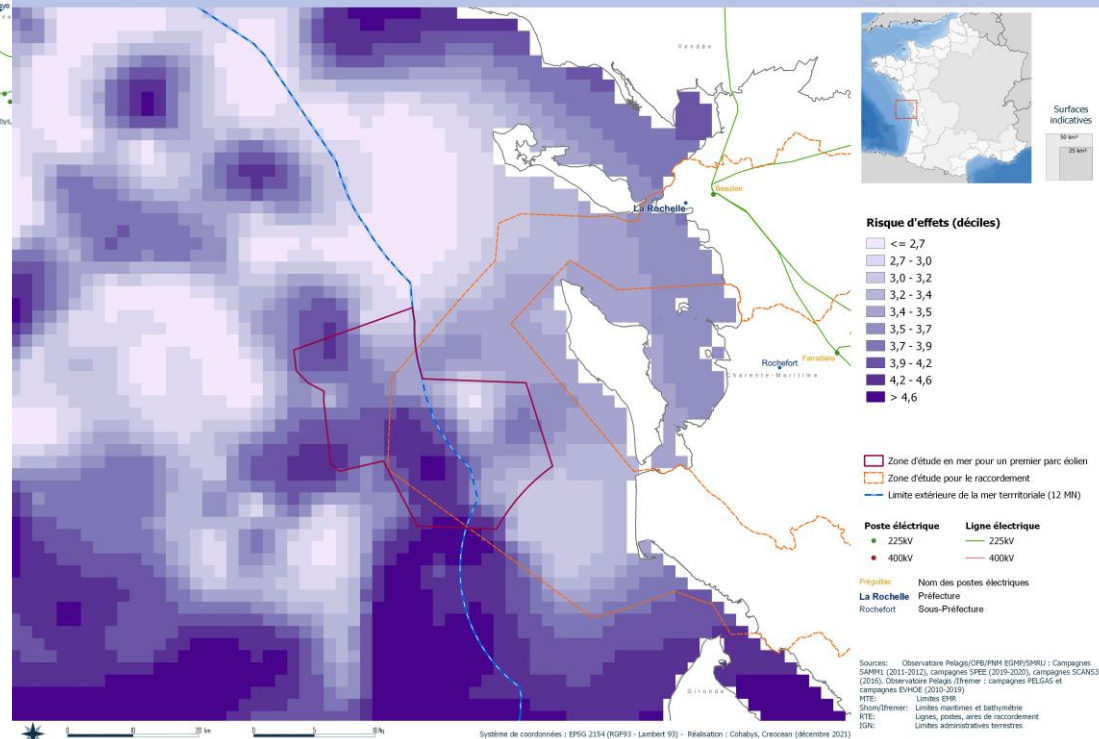 Vendée
La Rochelle
Beaulieu
Rochefort
Farradière
Charente-Maritime
Gironde
Surfaces
indicatives
50 km²
25 km²
Risque d'effets (déciles)
<= 2,7
2,7 - 3,0
3,0 - 3,2
3,2 - 3,4
3,4 - 3,5
3,5 - 3,7
3,7 - 3,9
3,9 - 4,2
4,2 - 4,6
> 4,6
Zone d'étude en mer pour un premier parc éolien
Zone d'étude pour le raccordement
Limite extérieure de la mer terrritoriale (12 MN)
Poste éléctrique Ligne électrique
225kV 225kV
400kV 400kV
Préguillac Nom des postes électriques
La Rochelle Préfecture
Rochefort Sous-Préfecture
Sources: Observatoire Pelagis/OFB/PNM EGMP/SMRU : Campagnes
SAMM1 (2011-2012), campagnes SPEE (2019-2020), campagnes SCANS3
(2016). Observatoire Pelagis /Ifremer : campagnes PELGAS et
campagnes EVHOE (2010-2019)
MTE: Limites EMR
Shom/Ifremer: Limites maritimes et bathymétrie
RTE: Lignes, postes, aires de raccordement
IGN: Limites administratives terrestres
0 20 km 0 5 10 Mq
Système de coordonnées : EPSG 2154 (RGF93 - Lambert 93) - Réalisation : Cohabys, Creocean (décembre 2021)